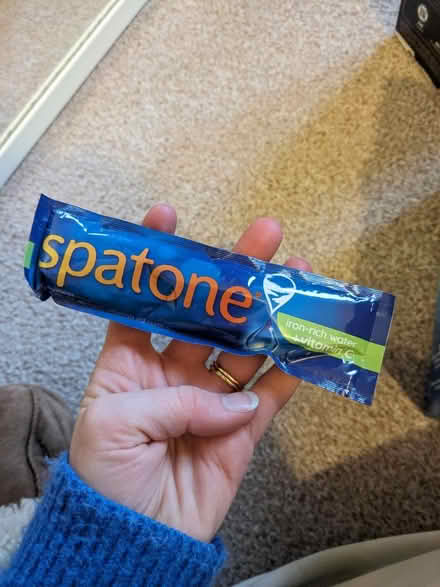 spatone
iron-rich water
+vitamin C